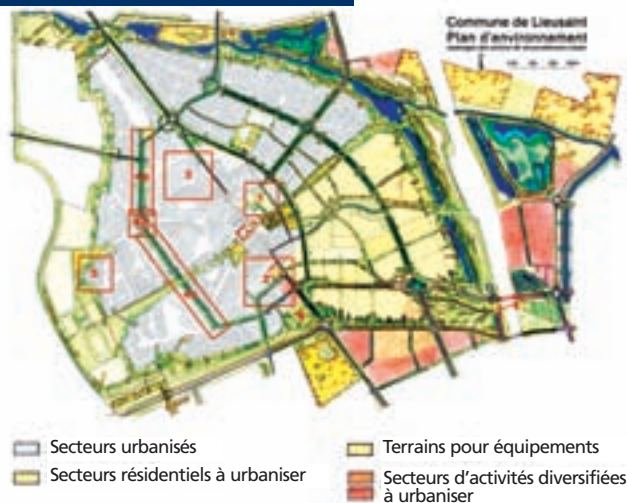 Commune de Lieusaint
Plan d'environnement
Secteurs urbanisés
Secteurs résidentiels à urbaniser
Terrains pour équipements
Secteurs d'activités diversifiées
à urbaniser